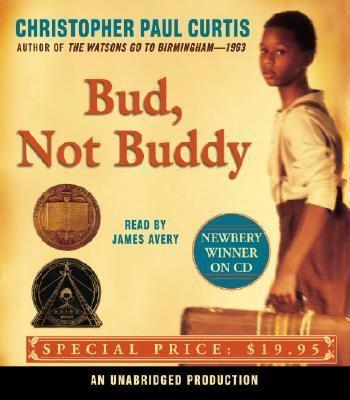 CHRISTOPHER PAUL CURTIS
AUTHOR OF THE WATSONS GO TO BIRMINGHAM—1963
Bud,
Not Buddy
READ BY
JAMES AVERY
NEWBERY
WINNER
ON CD
SPECIAL PRICE: $19.95
AN UNABRIDGED PRODUCTION